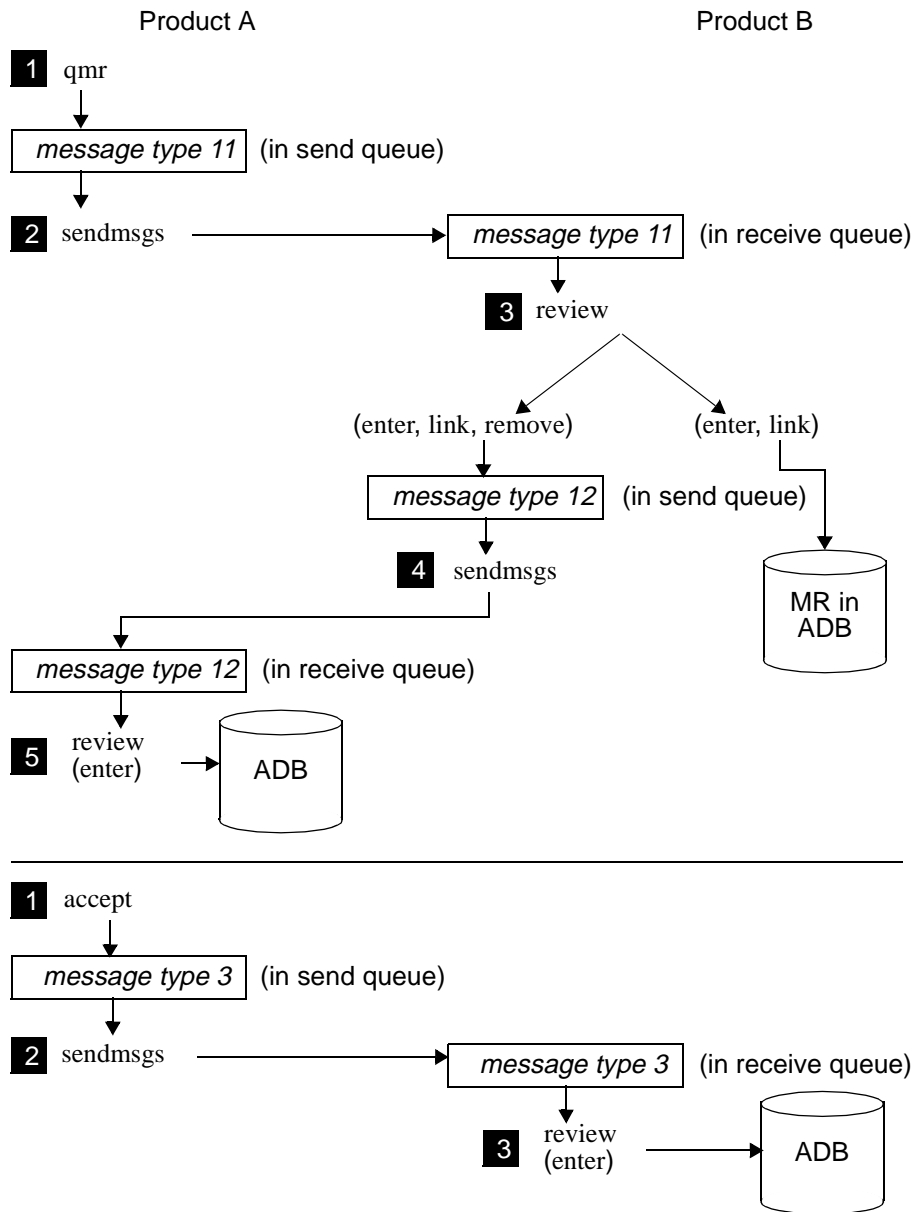 Product A Product B
1 qmr
message type 11 (in send queue)
2 sendmsgs message type 11 (in receive queue)
3 review
(enter, link, remove) (enter, link)
message type 12 (in send queue)
4 sendmsgs
MR in
ADB
message type 12 (in receive queue)
5 review
(enter)
ADB
1 accept
message type 3 (in send queue)
2 sendmsgs message type 3 (in receive queue)
3 review
(enter)
ADB